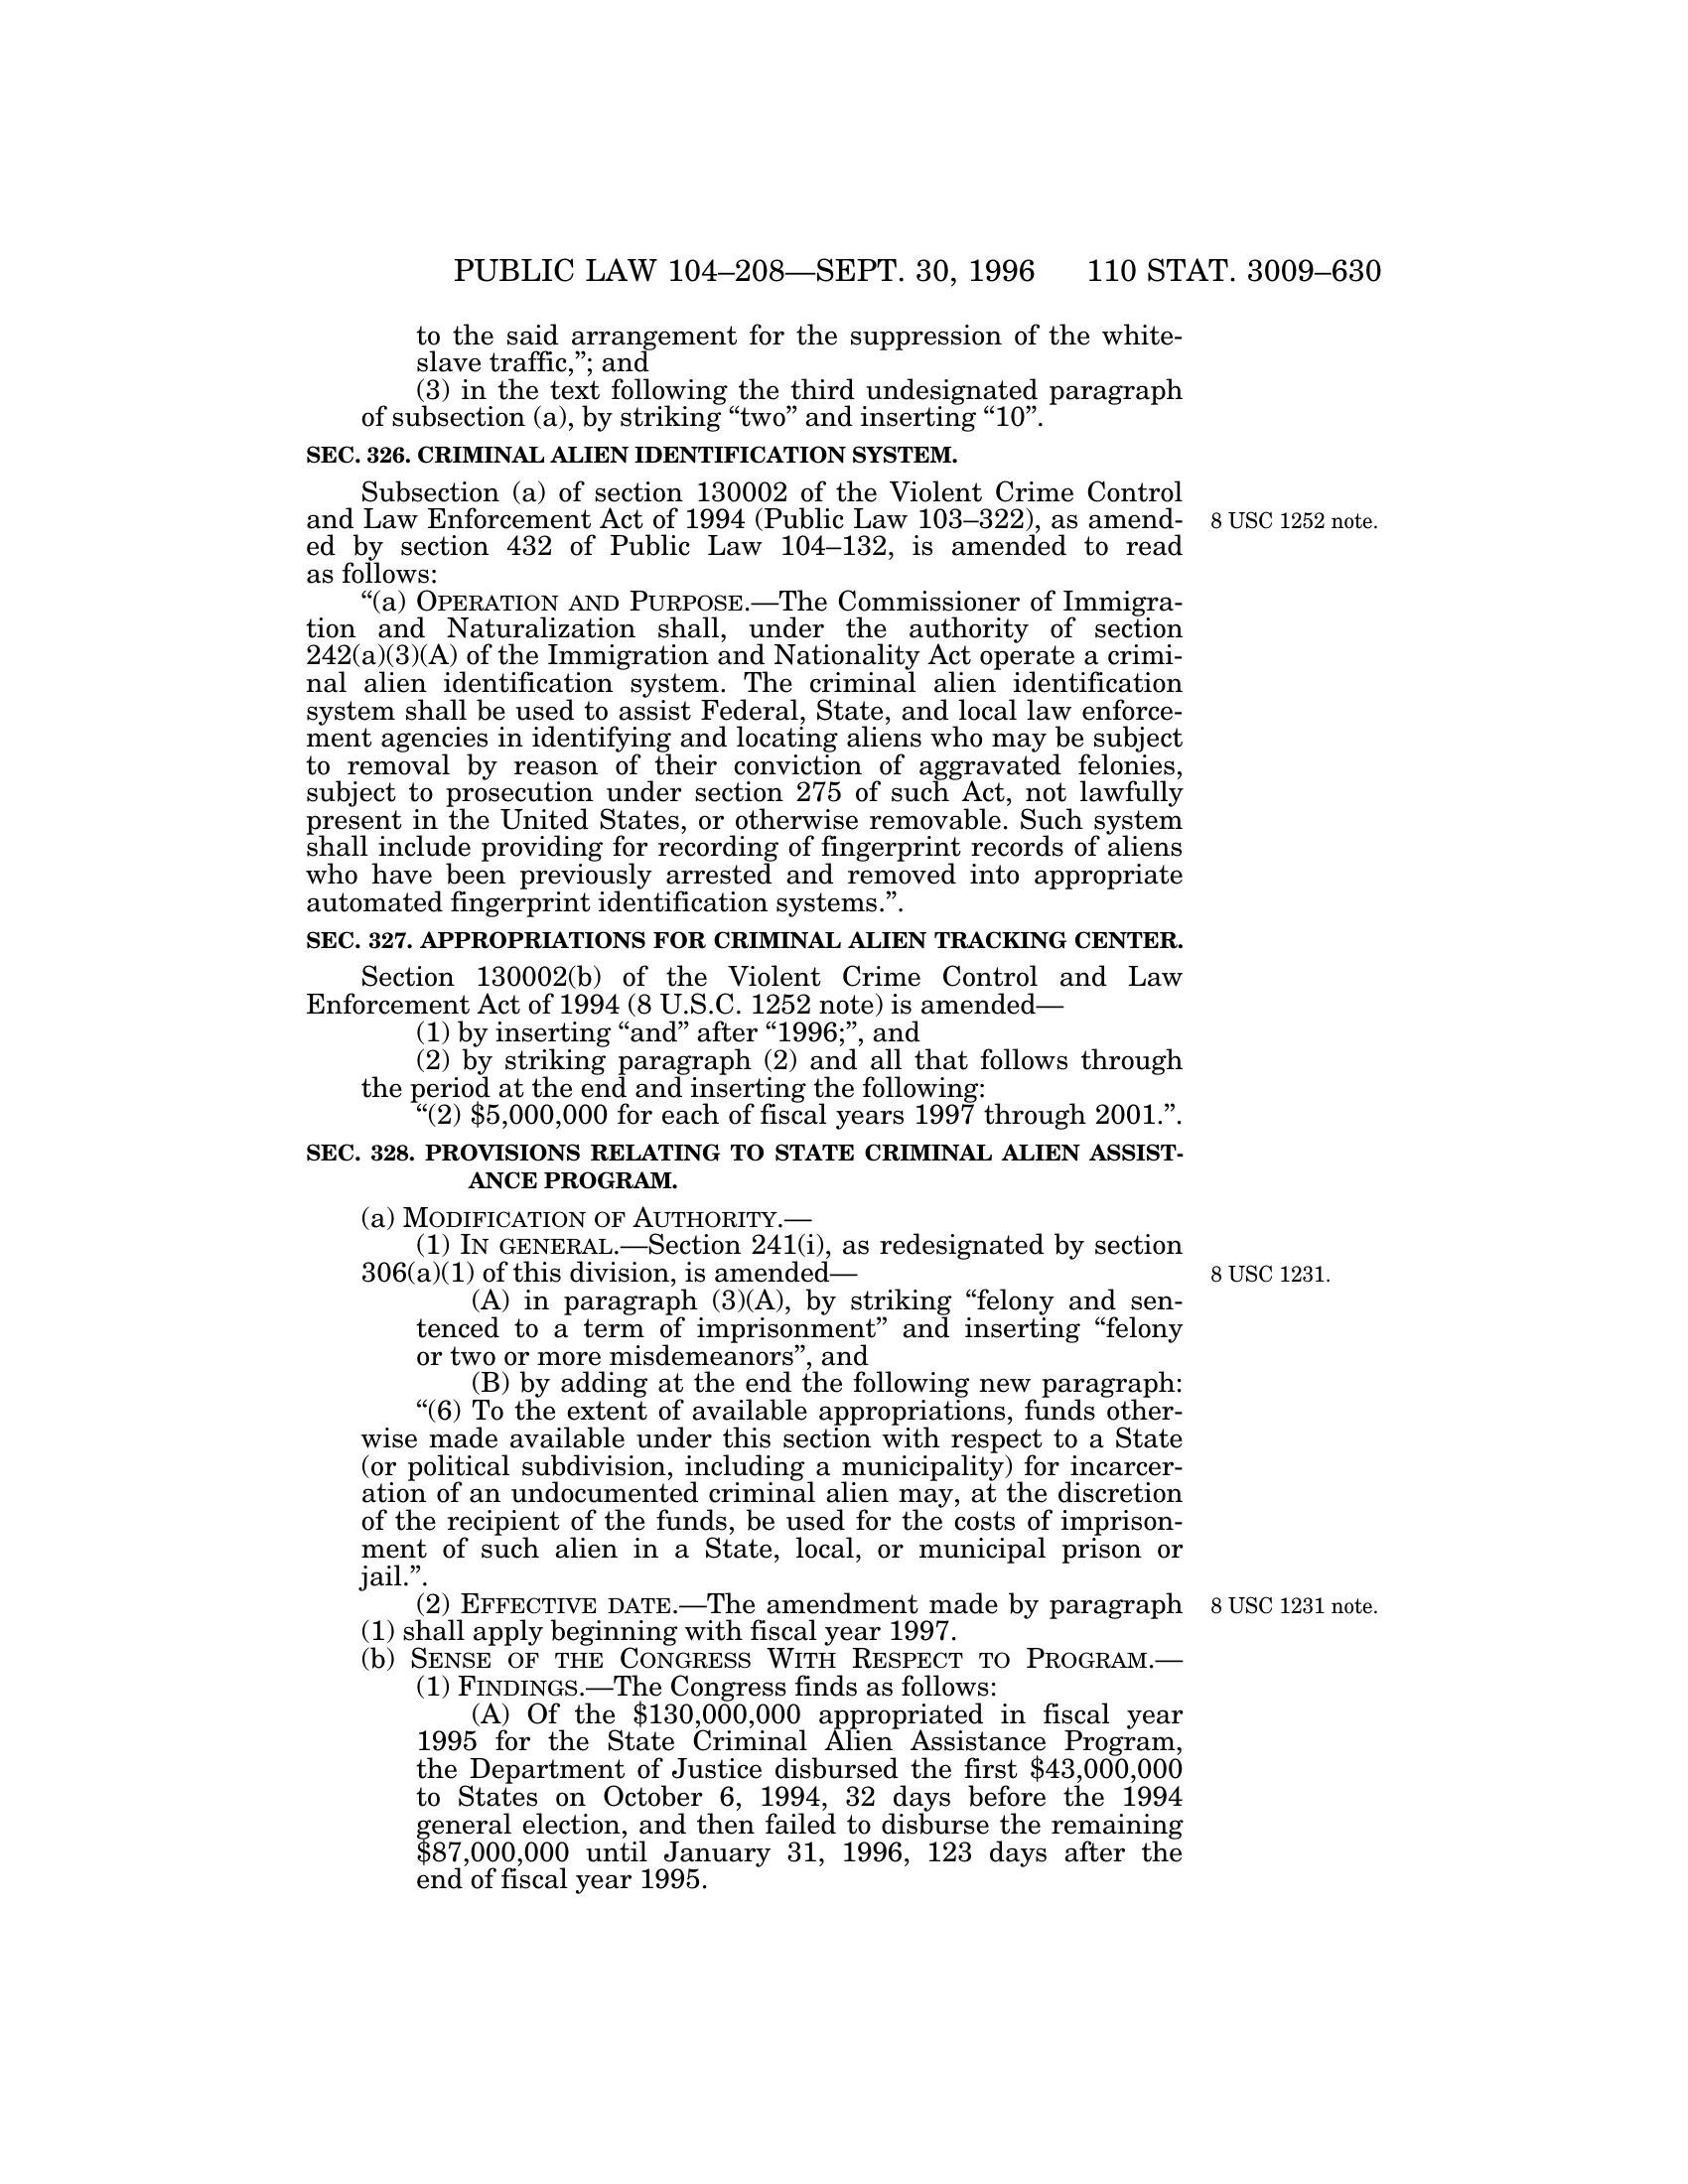 PUBLIC LAW 104–208—SEPT. 30, 1996 110 STAT. 3009–630
to the said arrangement for the suppression of the white-
slave traffic,”; and
(3) in the text following the third undesignated paragraph
of subsection (a), by striking “two” and inserting “10”.
SEC. 326. CRIMINAL ALIEN IDENTIFICATION SYSTEM.
Subsection (a) of section 130002 of the Violent Crime Control
and Law Enforcement Act of 1994 (Public Law 103–322), as amend-
8 USC 1252 note.
ed by section 432 of Public Law 104–132, is amended to read
as follows:
“(a) OPERATION AND PURPOSE.—The Commissioner of Immigra-
tion and Naturalization shall, under the authority of section
242(a)(3)(A) of the Immigration and Nationality Act operate a crimi-
nal alien identification system. The criminal alien identification
system shall be used to assist Federal, State, and local law enforce-
ment agencies in identifying and locating aliens who may be subject
to removal by reason of their conviction of aggravated felonies,
subject to prosecution under section 275 of such Act, not lawfully
present in the United States, or otherwise removable. Such system
shall include providing for recording of fingerprint records of aliens
who have been previously arrested and removed into appropriate
automated fingerprint identification systems.”.
SEC. 327. APPROPRIATIONS FOR CRIMINAL ALIEN TRACKING CENTER.
Section 130002(b) of the Violent Crime Control and Law
Enforcement Act of 1994 (8 U.S.C. 1252 note) is amended—
(1) by inserting “and” after “1996;”, and
(2) by striking paragraph (2) and all that follows through
the period at the end and inserting the following:
“(2) $5,000,000 for each of fiscal years 1997 through 2001.”.
SEC. 328. PROVISIONS RELATING TO STATE CRIMINAL ALIEN ASSIST-
ANCE PROGRAM.
(a) MODIFICATION OF AUTHORITY.—
(1) IN GENERAL.—Section 241(i), as redesignated by section
306(a)(1) of this division, is amended—
8 USC 1231.
(A) in paragraph (3)(A), by striking “felony and sen-
tenced to a term of imprisonment” and inserting “felony
or two or more misdemeanors”, and
(B) by adding at the end the following new paragraph:
“(6) To the extent of available appropriations, funds other-
wise made available under this section with respect to a State
(or political subdivision, including a municipality) for incarcer-
ation of an undocumented criminal alien may, at the discretion
of the recipient of the funds, be used for the costs of imprison-
ment of such alien in a State, local, or municipal prison or
jail.”.
(2) EFFECTIVE DATE.—The amendment made by paragraph
8 USC 1231 note.
(1) shall apply beginning with fiscal year 1997.
(b) SENSE OF THE CONGRESS WITH RESPECT TO PROGRAM.—
(1) FINDINGS.—The Congress finds as follows:
(A) Of the $130,000,000 appropriated in fiscal year
1995 for the State Criminal Alien Assistance Program,
the Department of Justice disbursed the first $43,000,000
to States on October 6, 1994, 32 days before the 1994
general election, and then failed to disburse the remaining
$87,000,000 until January 31, 1996, 123 days after the
end of fiscal year 1995.